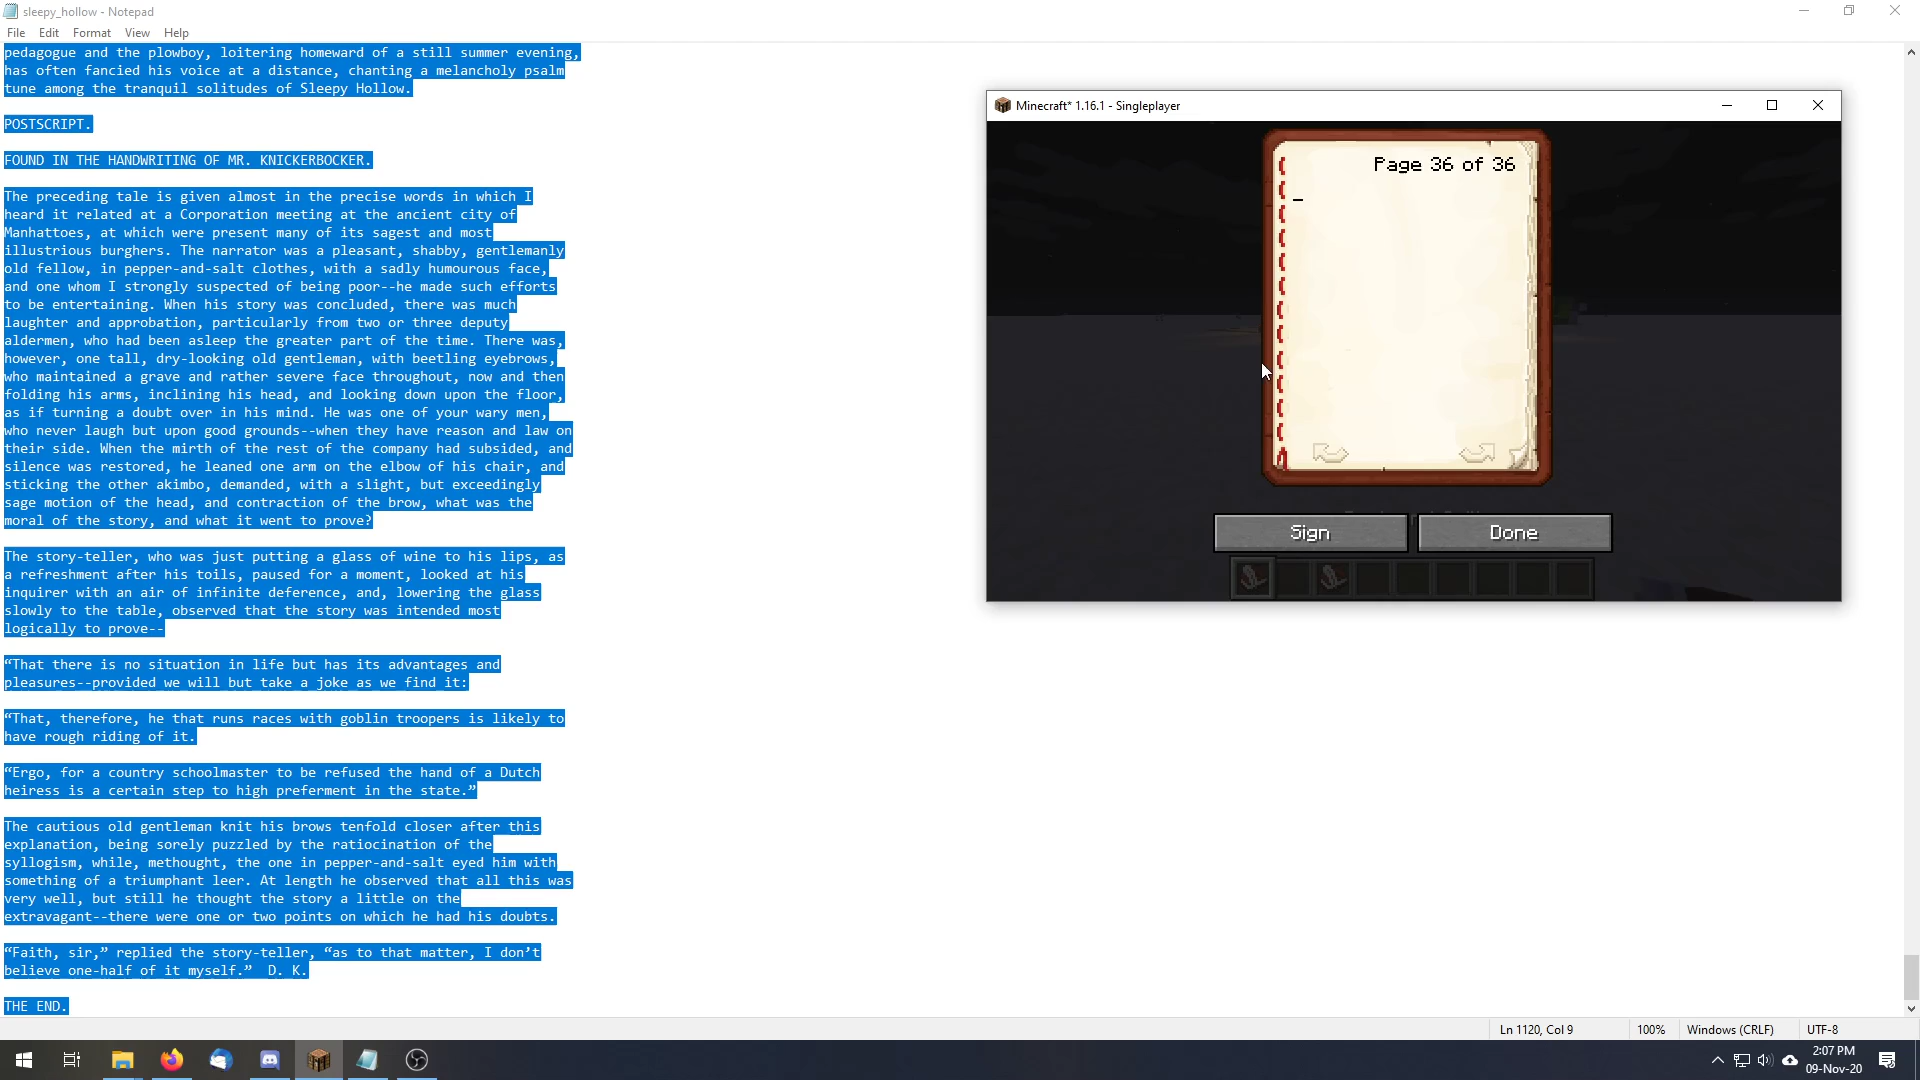 sleepy_hollow - Notepad
File Edit Format View Help
pedagogue and the plowboy, loitering homeward of a still summer evening,
has often fancied his voice at a distance, chanting a melancholy psalm
tune among the tranquil solitudes of Sleepy Hollow.
POSTSCRIPT.
FOUND IN THE HANDWRITING OF MR. KNICKERBOCKER.
The preceding tale is given almost in the precise words in which I
heard it related at a Corporation meeting at the ancient city of
Manhattoes, at which were present many of its sagest and most
illustrious burghers. The narrator was a pleasant, shabby, gentlemanly
old fellow, in pepper-and-salt clothes, with a sadly humourous face,
and one whom I strongly suspected of being poor--he made such efforts
to be entertaining. When his story was concluded, there was much
laughter and approbation, particularly from two or three deputy
aldermen, who had been asleep the greater part of the time. There was,
however, one tall, dry-looking old gentleman, with beetling eyebrows,
who maintained a grave and rather severe face throughout, now and then
folding his arms, inclining his head, and looking down upon the floor,
as if turning a doubt over in his mind. He was one of your wary men,
who never laugh but upon good grounds--when they have reason and law on
their side. When the mirth of the rest of the company had subsided, and
silence was restored, he leaned one arm on the elbow of his chair, and
sticking the other akimbo, demanded, with a slight, but exceedingly
sage motion of the head, and contraction of the brow, what was the
moral of the story, and what it went to prove?
The story-teller, who was just putting a glass of wine to his lips, as
a refreshment after his toils, paused for a moment, looked at his
inquirer with an air of infinite deference, and, lowering the glass
slowly to the table, observed that the story was intended most
logically to prove--
“That there is no situation in life but has its advantages and
pleasures--provided we will but take a joke as we find it:
“That, therefore, he that runs races with goblin troopers is likely to
have rough riding of it.
“Ergo, for a country schoolmaster to be refused the hand of a Dutch
heiress is a certain step to high preferment in the state.”
The cautious old gentleman knit his brows tenfold closer after this
explanation, being sorely puzzled by the ratiocination of the
syllogism, while, methought, the one in pepper-and-salt eyed him with
something of a triumphant leer. At length he observed that all this was
very well, but still he thought the story a little on the
extravagant--there were one or two points on which he had his doubts.
“Faith, sir,” replied the story-teller, “as to that matter, I don’t
believe one-half of it myself.”  D. K.
THE END.
Minecraft* 1.16.1 - Singleplayer
Page 36 of 36
Sign
Done
Ln 1120, Col 9
100%
Windows (CRLF)
UTF-8
2:07 PM
09-Nov-20